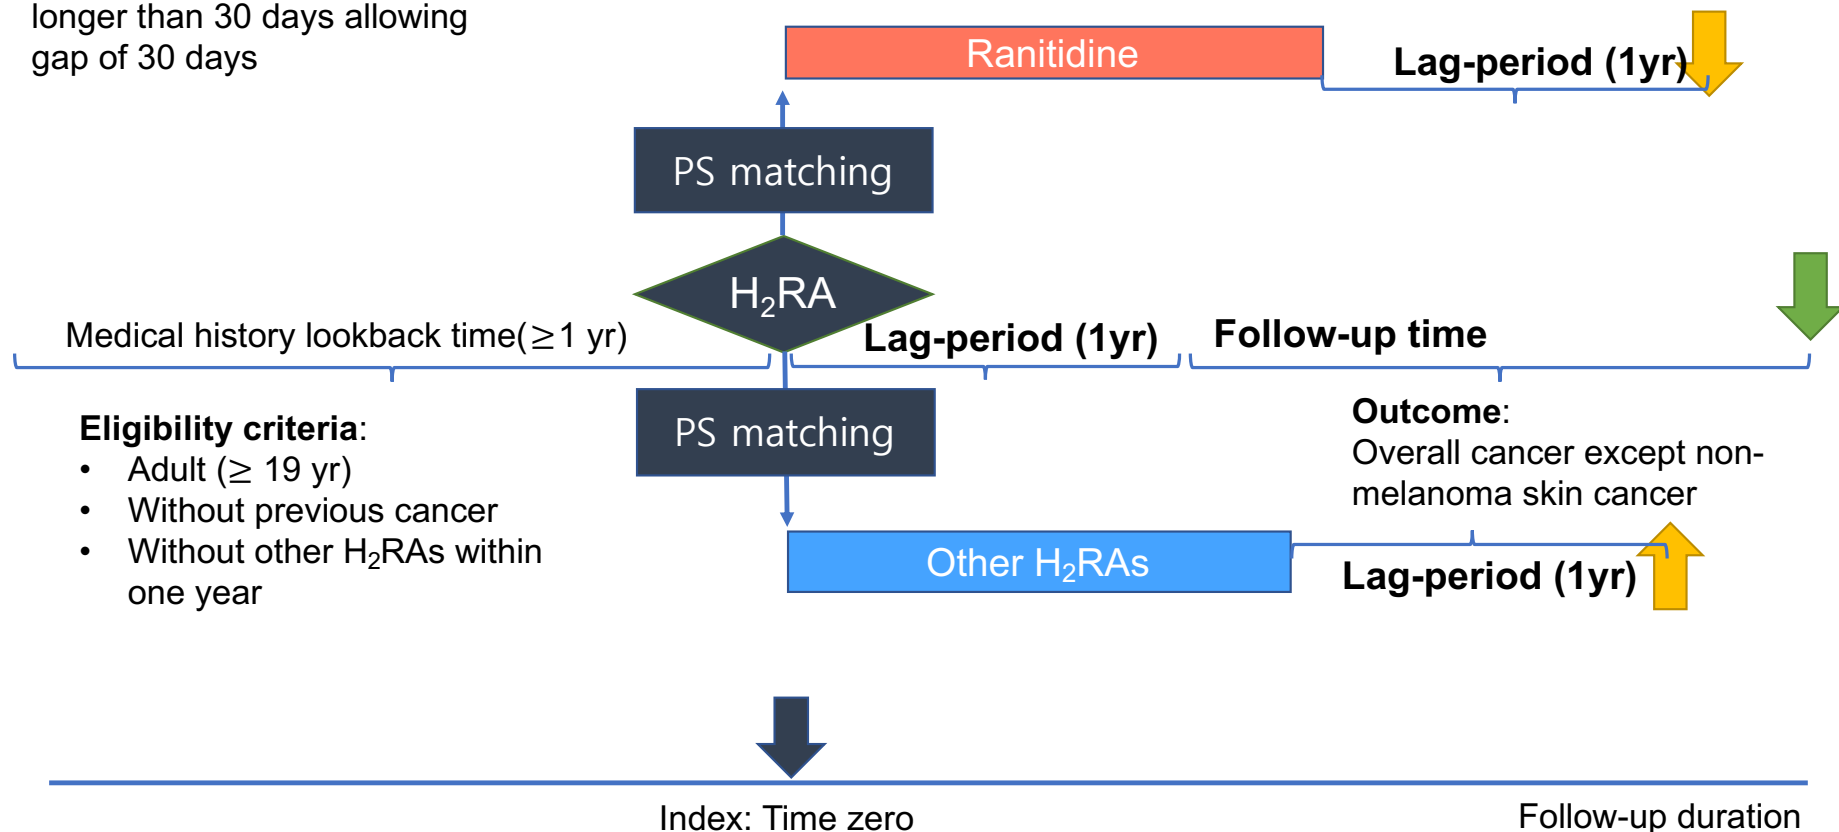 longer than 30 days allowing
gap of 30 days
Ranitidine
Lag-period (1yr)
PS matching
H₂RA
Medical history lookback time(≥1 yr)
Lag-period (1yr)
Follow-up time
PS matching
Eligibility criteria:
• Adult (≥ 19 yr)
• Without previous cancer
• Without other H₂RAs within
one year
Outcome:
Overall cancer except non-
melanoma skin cancer
Other H₂RAs
Lag-period (1yr)
Index: Time zero
Follow-up duration